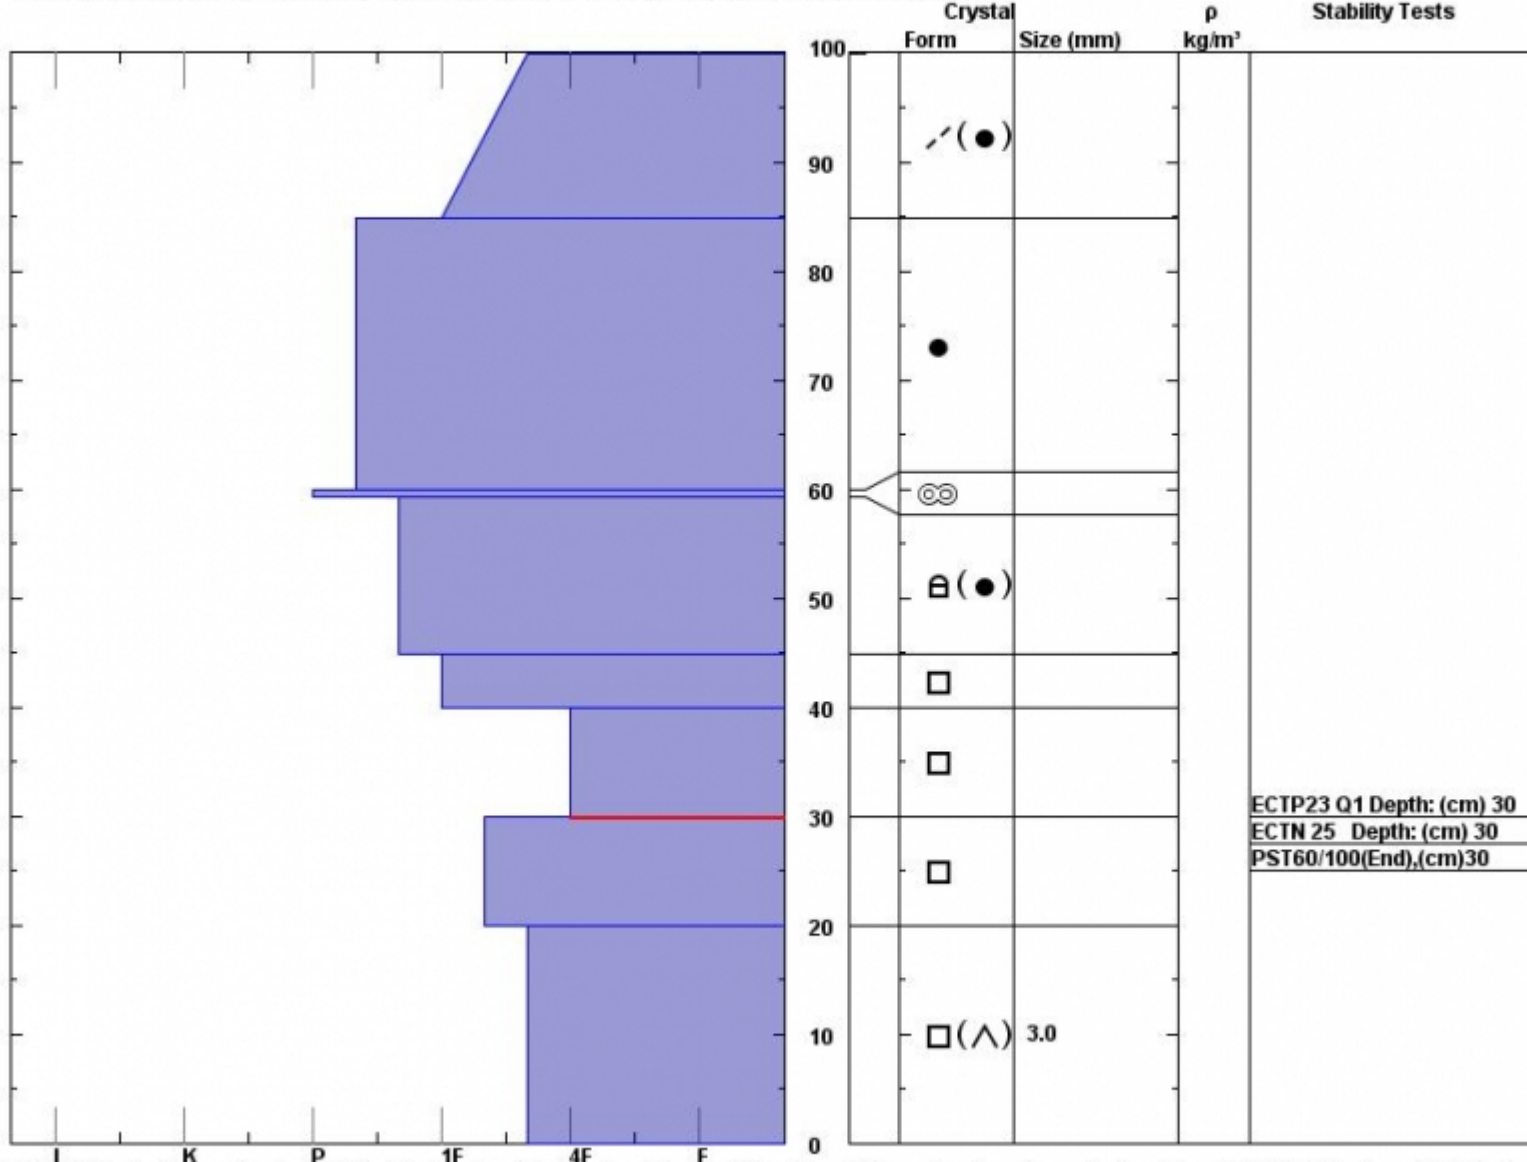 Crystal ρ Stability Tests
Form Size (mm) kg/m³
100
90
80
70
60
50
40
30
20
10
0
3.0
ECTP23 Q1 Depth: (cm) 30
ECTN 25 Depth: (cm) 30
PST60/100(End),(cm)30
I K P 1F 4F F